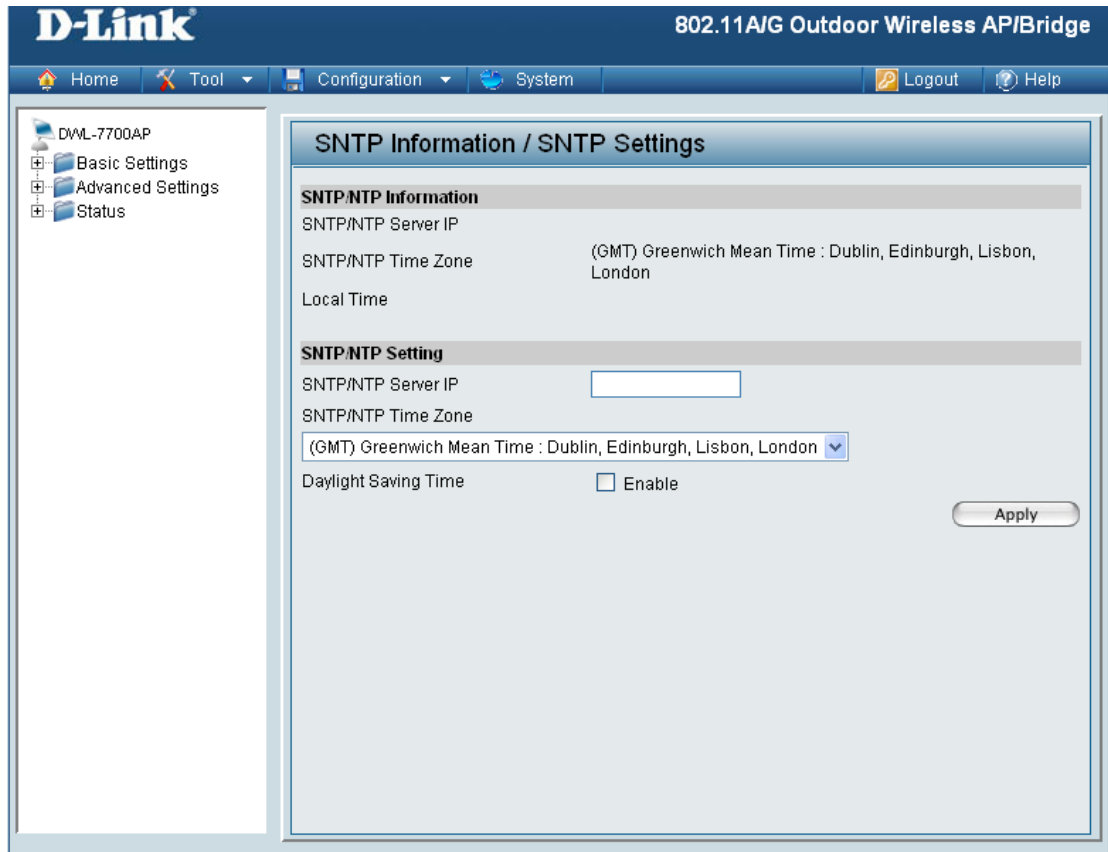 D-Link
802.11A/G Outdoor Wireless AP/Bridge
Home Tool Configuration System Logout Help
DWL-7700AP
Basic Settings
Advanced Settings
Status
SNTP Information / SNTP Settings
SNTP/NTP Information
SNTP/NTP Server IP
SNTP/NTP Time Zone (GMT) Greenwich Mean Time : Dublin, Edinburgh, Lisbon,
London
Local Time
SNTP/NTP Setting
SNTP/NTP Server IP
SNTP/NTP Time Zone
(GMT) Greenwich Mean Time : Dublin, Edinburgh, Lisbon, London
Daylight Saving Time Enable
Apply